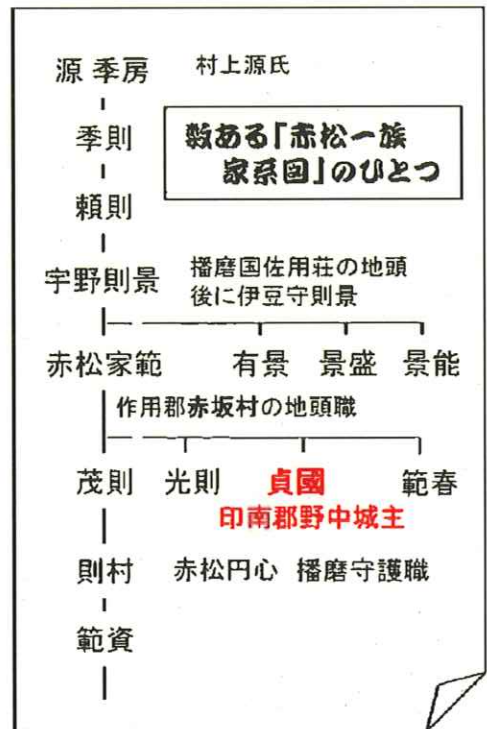 源 季房 村上源氏
季則
数ある「赤松一族
家系図」のひとつ
頼則
宇野則景 播磨国佐用荘の地頭
後に伊豆守則景
赤松家範 有景 景盛 景能
作用郡赤坂村の地頭職
茂則 光則 貞國 範春
印南郡野中城主
則村 赤松円心 播磨守護職
範資